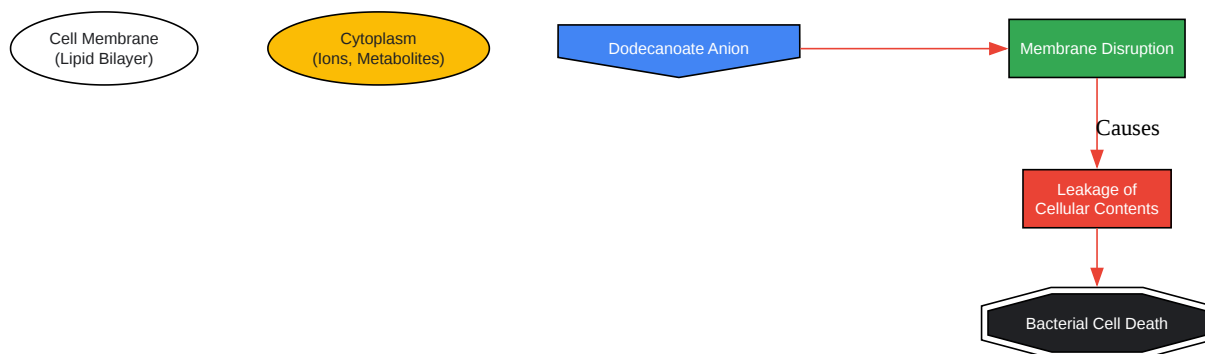 Cell Membrane
(Lipid Bilayer)
Cytoplasm
(Ions, Metabolites)
Dodecanoate Anion
Membrane Disruption
Causes
Leakage of
Cellular Contents
Bacterial Cell Death